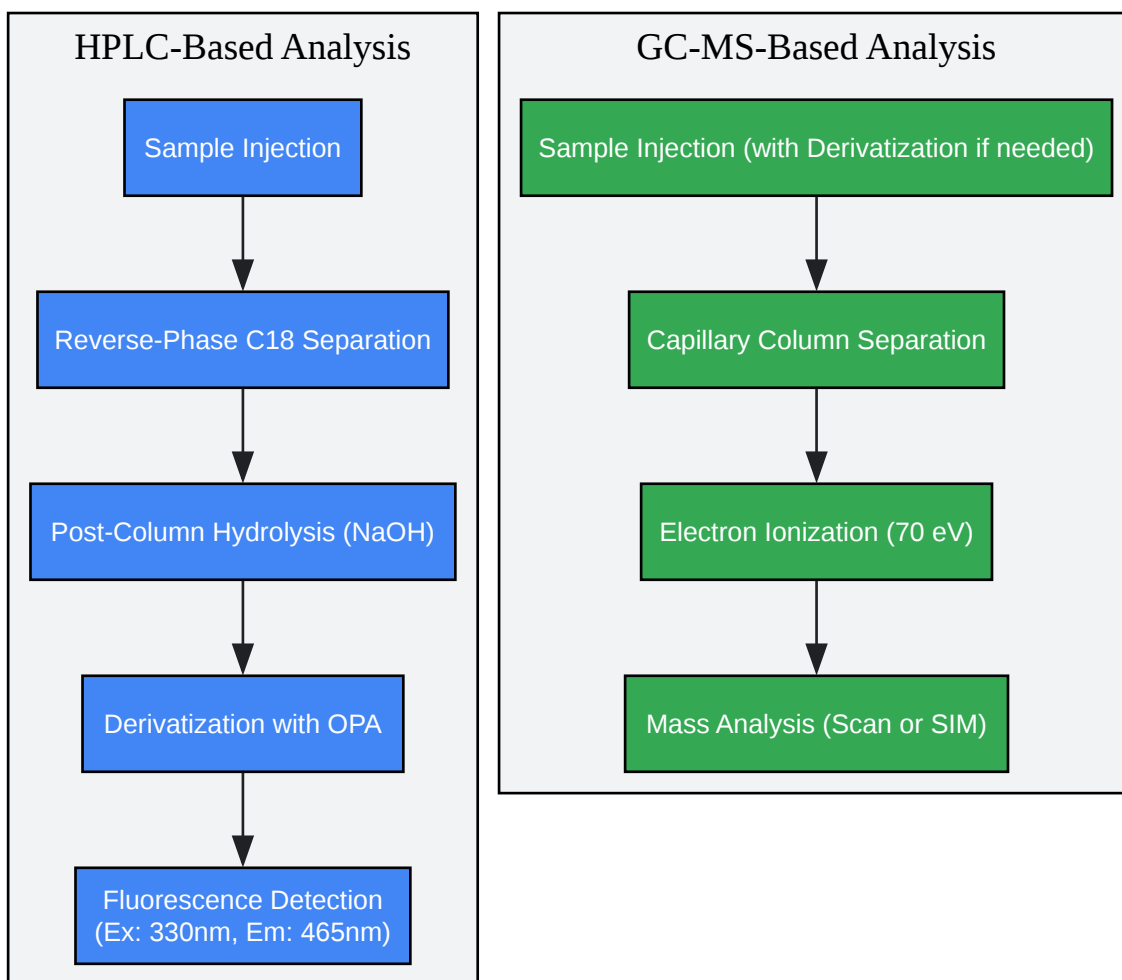 HPLC-Based Analysis
Sample Injection
Reverse-Phase C18 Separation
Post-Column Hydrolysis (NaOH)
Derivatization with OPA
Fluorescence Detection
(Ex: 330nm, Em: 465nm)
GC-MS-Based Analysis
Sample Injection (with Derivatization if needed)
Capillary Column Separation
Electron Ionization (70 eV)
Mass Analysis (Scan or SIM)